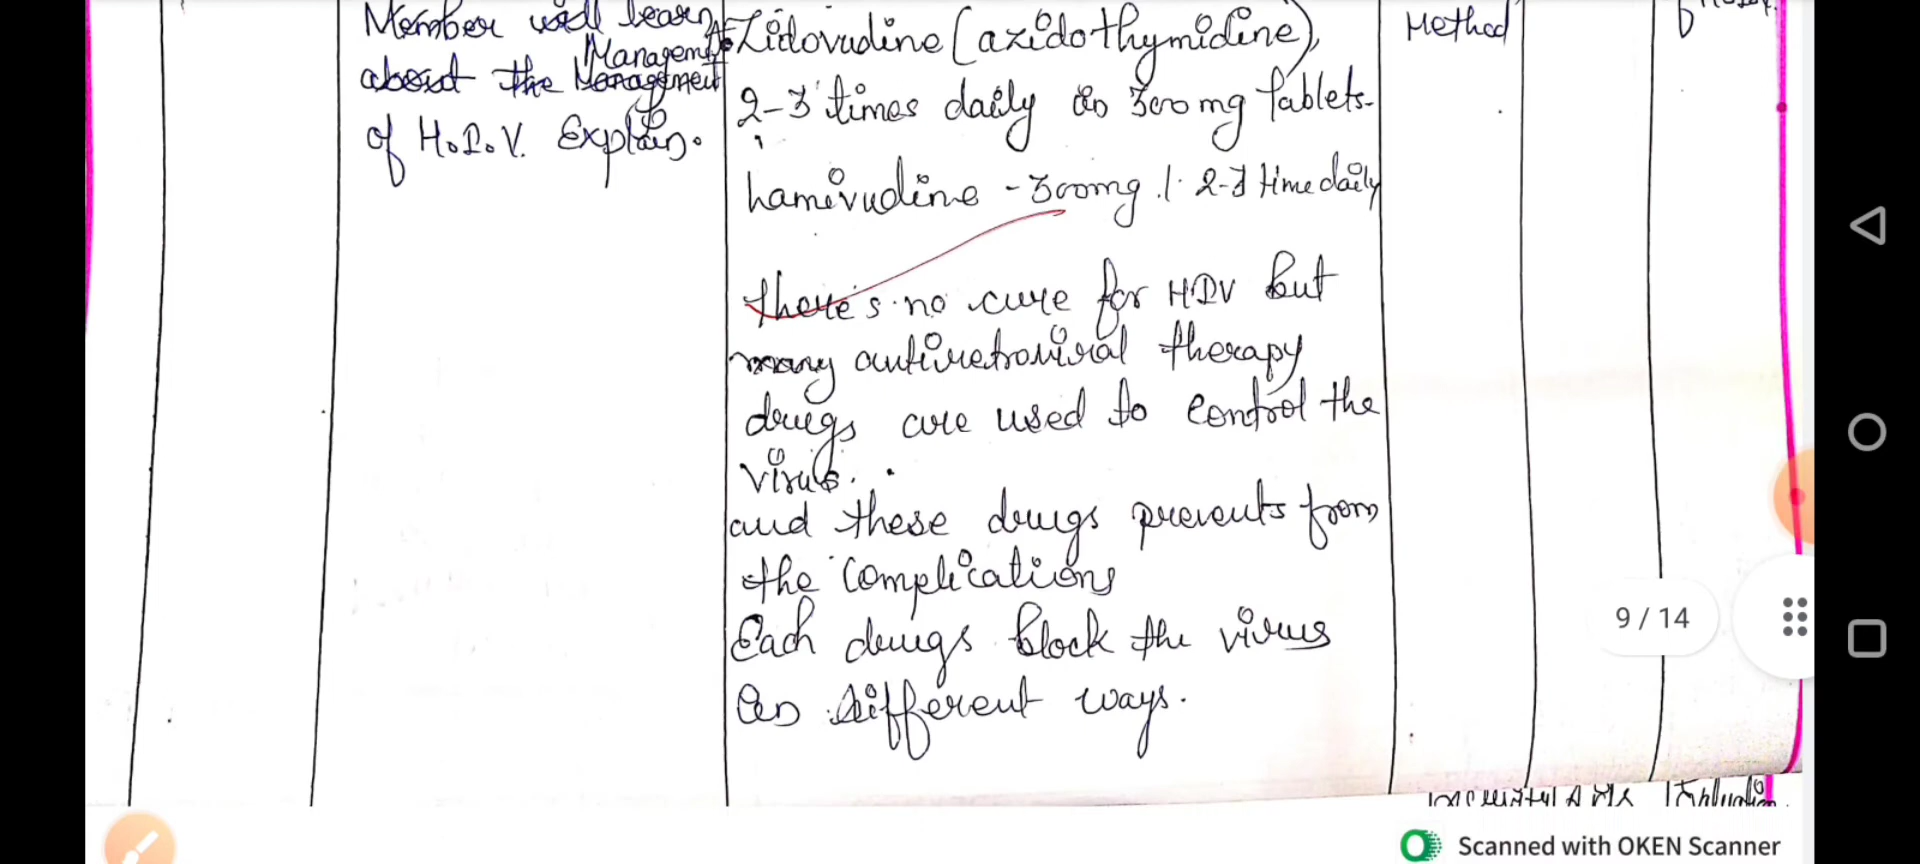 Member will learn
Management
about the Management
of H.I.V. Explain.
Zidovudine (azidothymidine),
2-3 times daily as 300mg Tablets.
Lamivudine - 300mg /. 2-3 time daily
Method
there's no cure for HIV but
many antiretroviral therapy
drugs are used to control the
virus.
and these drugs prevents from
the complications
Each drugs block the virus
in different ways.
9 / 14
Scanned with OKEN Scanner